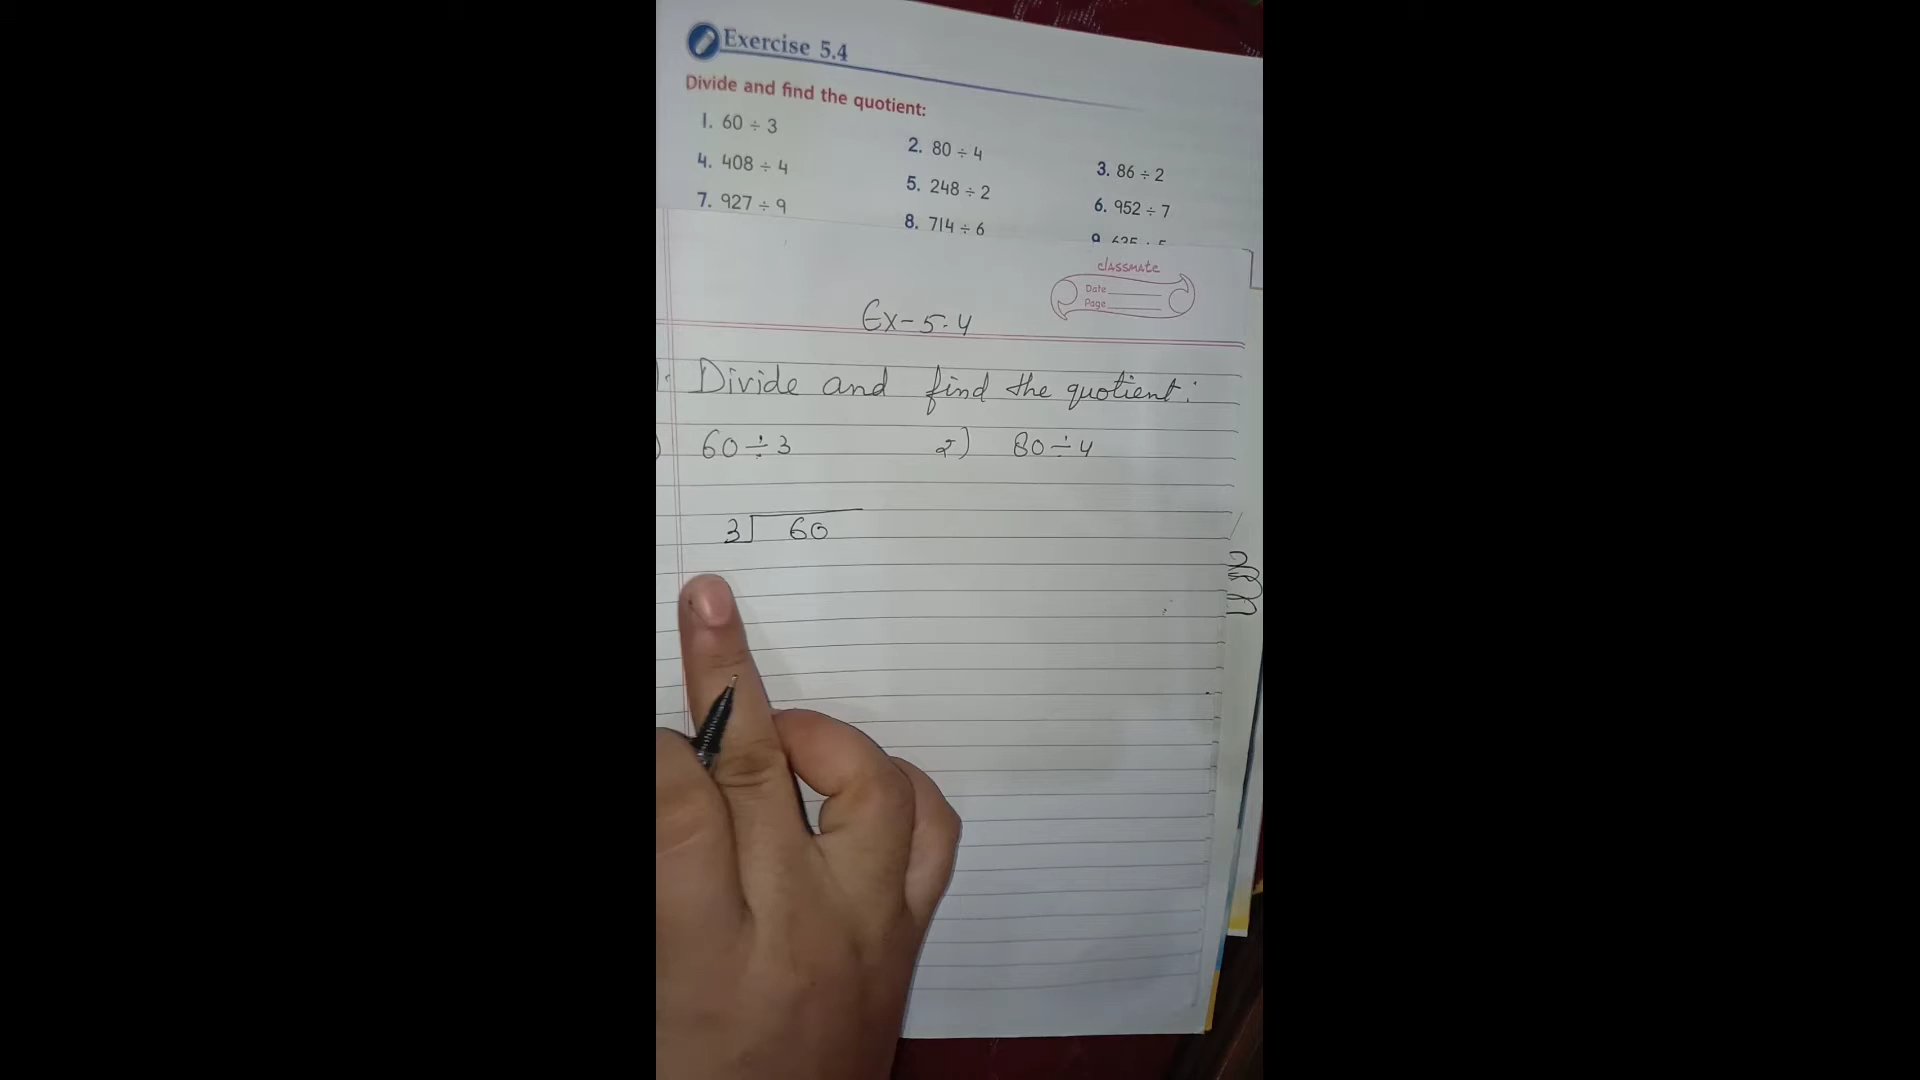 Exercise 5.4
Divide and find the quotient:
1. 60 ÷ 3
2. 80 ÷ 4
3. 86 ÷ 2
4. 408 ÷ 4
5. 248 ÷ 2
6. 952 ÷ 7
7. 927 ÷ 9
8. 714 ÷ 6
classmate
Date
Page
Ex-5.4
Divide and find the quotient:
60÷3
2) 80÷4
3 60